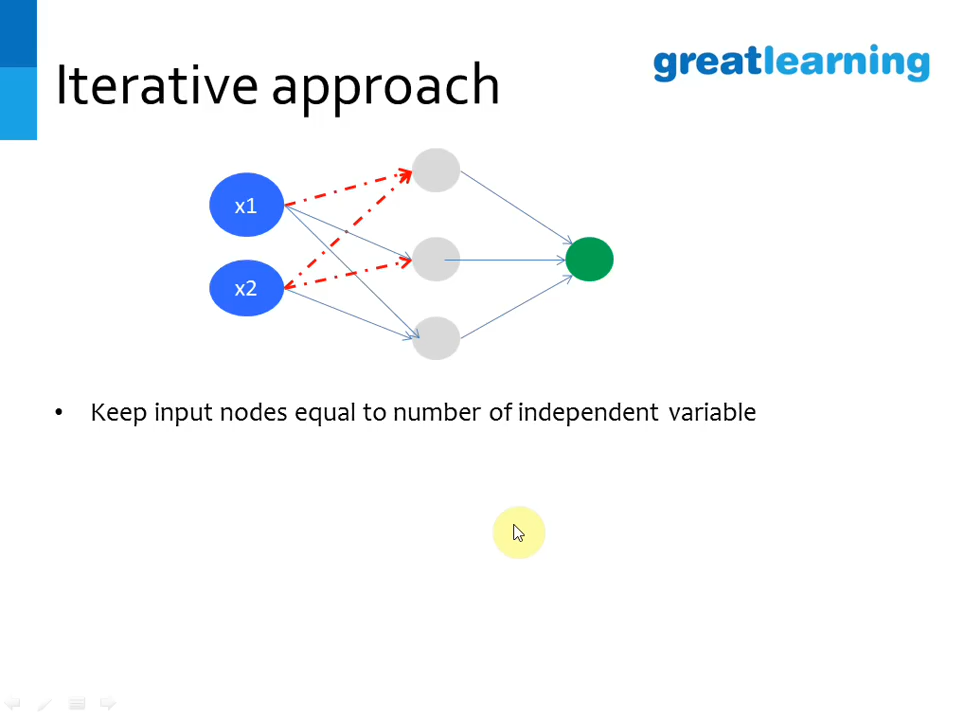 Iterative approach
greatlearning
x1
x2
• Keep input nodes equal to number of independent variable